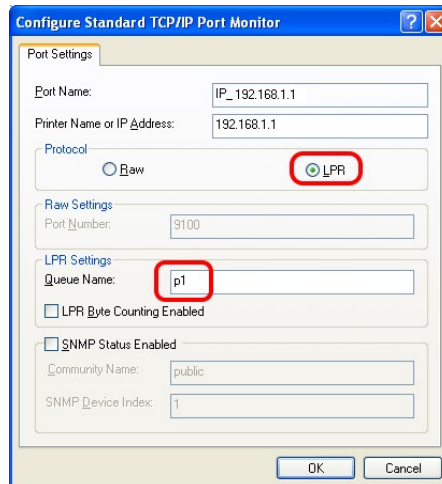 Configure Standard TCP/IP Port Monitor
Port Settings
Port Name:
IP_192.168.1.1
Printer Name or IP Address:
192.168.1.1
Protocol
Raw
LPR
Raw Settings
Port Number:
9100
LPR Settings
Queue Name:
p1
LPR Byte Counting Enabled
SNMP Status Enabled
Community Name:
public
SNMP Device Index:
1
OK
Cancel